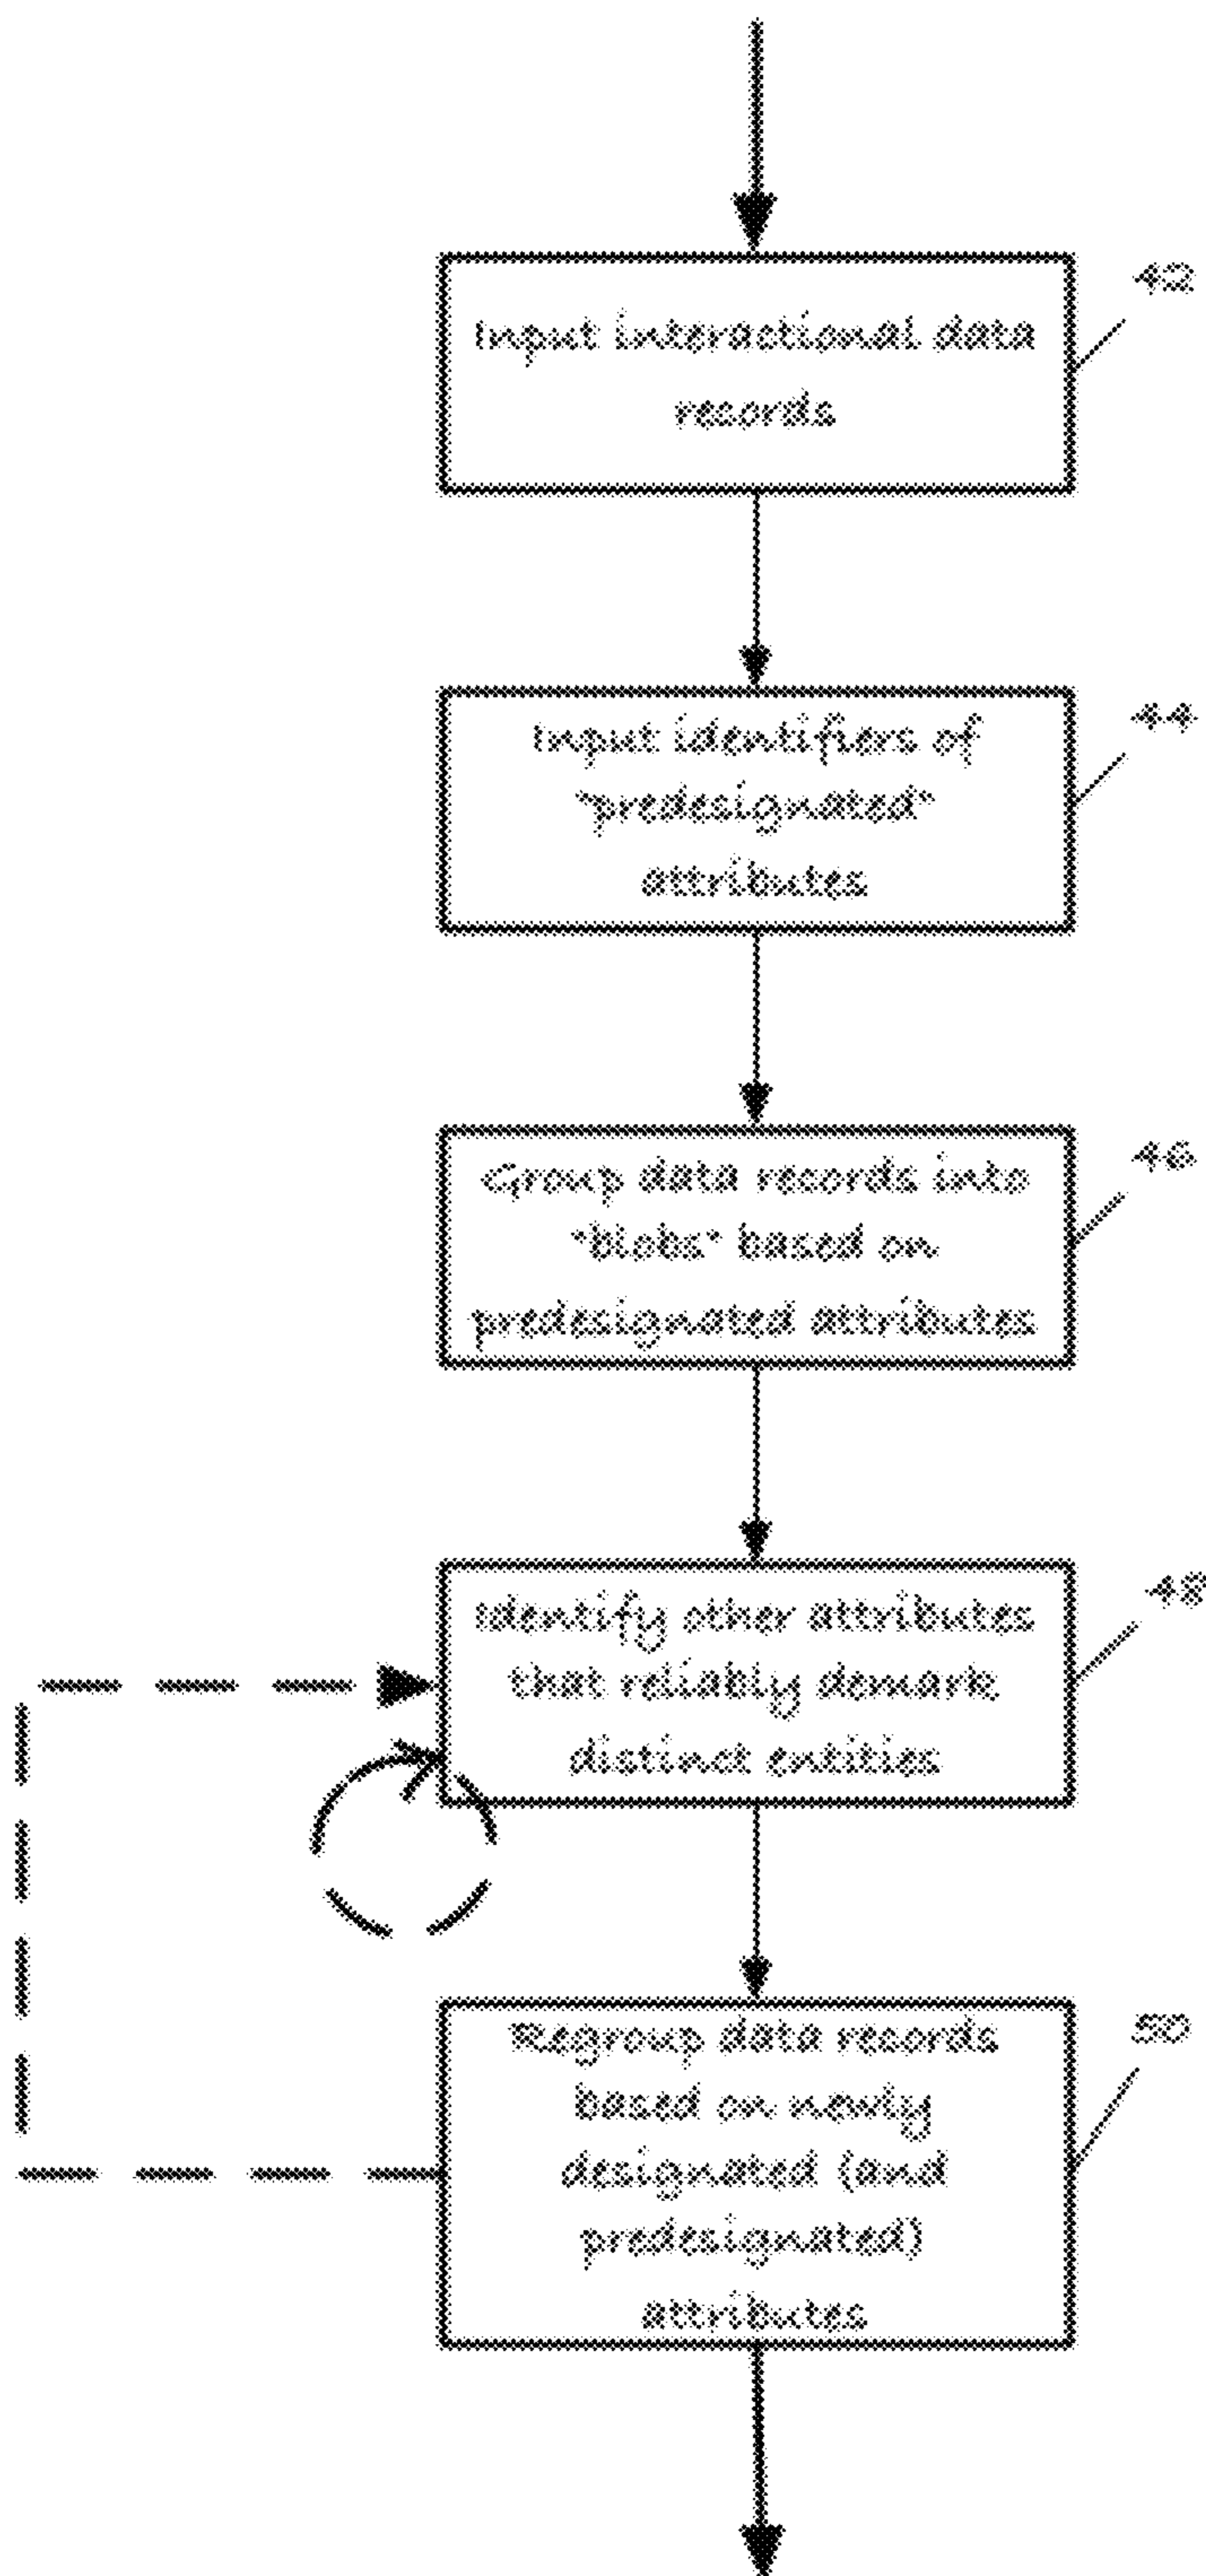 Input interactional data
records
42
Input identifiers of
"predesignated"
attributes
44
Group data records into
"blobs" based on
predesignated attributes
46
Identify other attributes
that reliably demark
distinct entities
48
Regroup data records
based on newly
designated (and
predesignated)
attributes
50